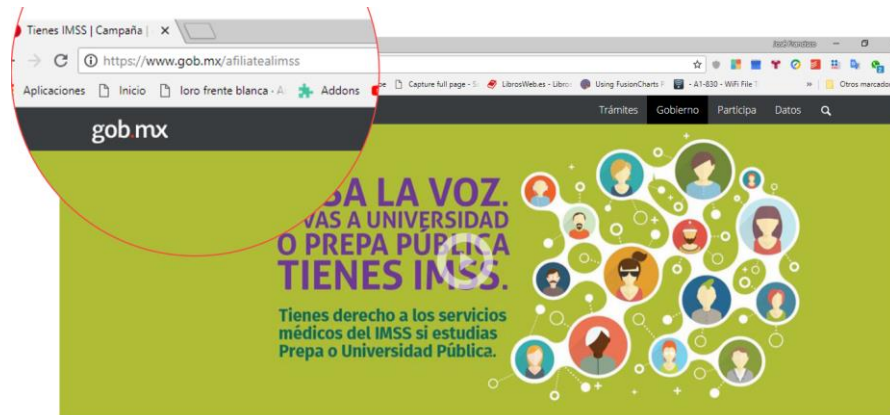 Tienes IMSS | Campaña |
https://www.gob.mx/afiliatealimss
Aplicaciones Inicio loro frente blanca - A Addons
Capture full page - S LibrosWeb.es - Libros Using FusionCharts - A1-830 - WiFi File T » Otros marcador
gob.mx
Trámites Gobierno Participa Datos
SA LA VOZ.
VAS A UNIVERSIDAD
O PREPA PÚBLICA
TIENES IMSS.
Tienes derecho a los servicios
médicos del IMSS si estudias
Prepa o Universidad Pública.